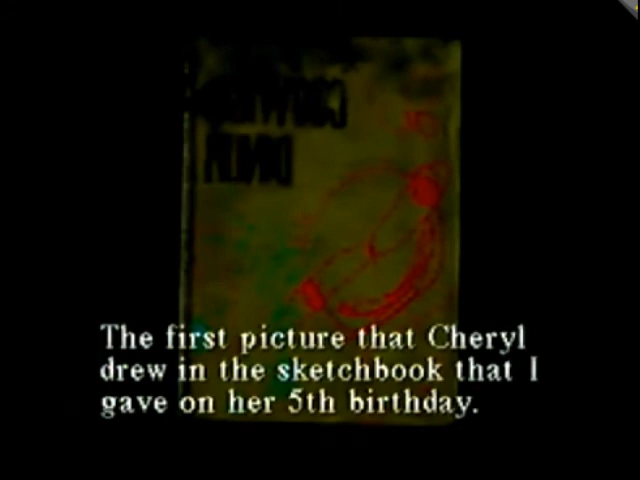 The first picture that Cheryl
drew in the sketchbook that I
gave on her 5th birthday.